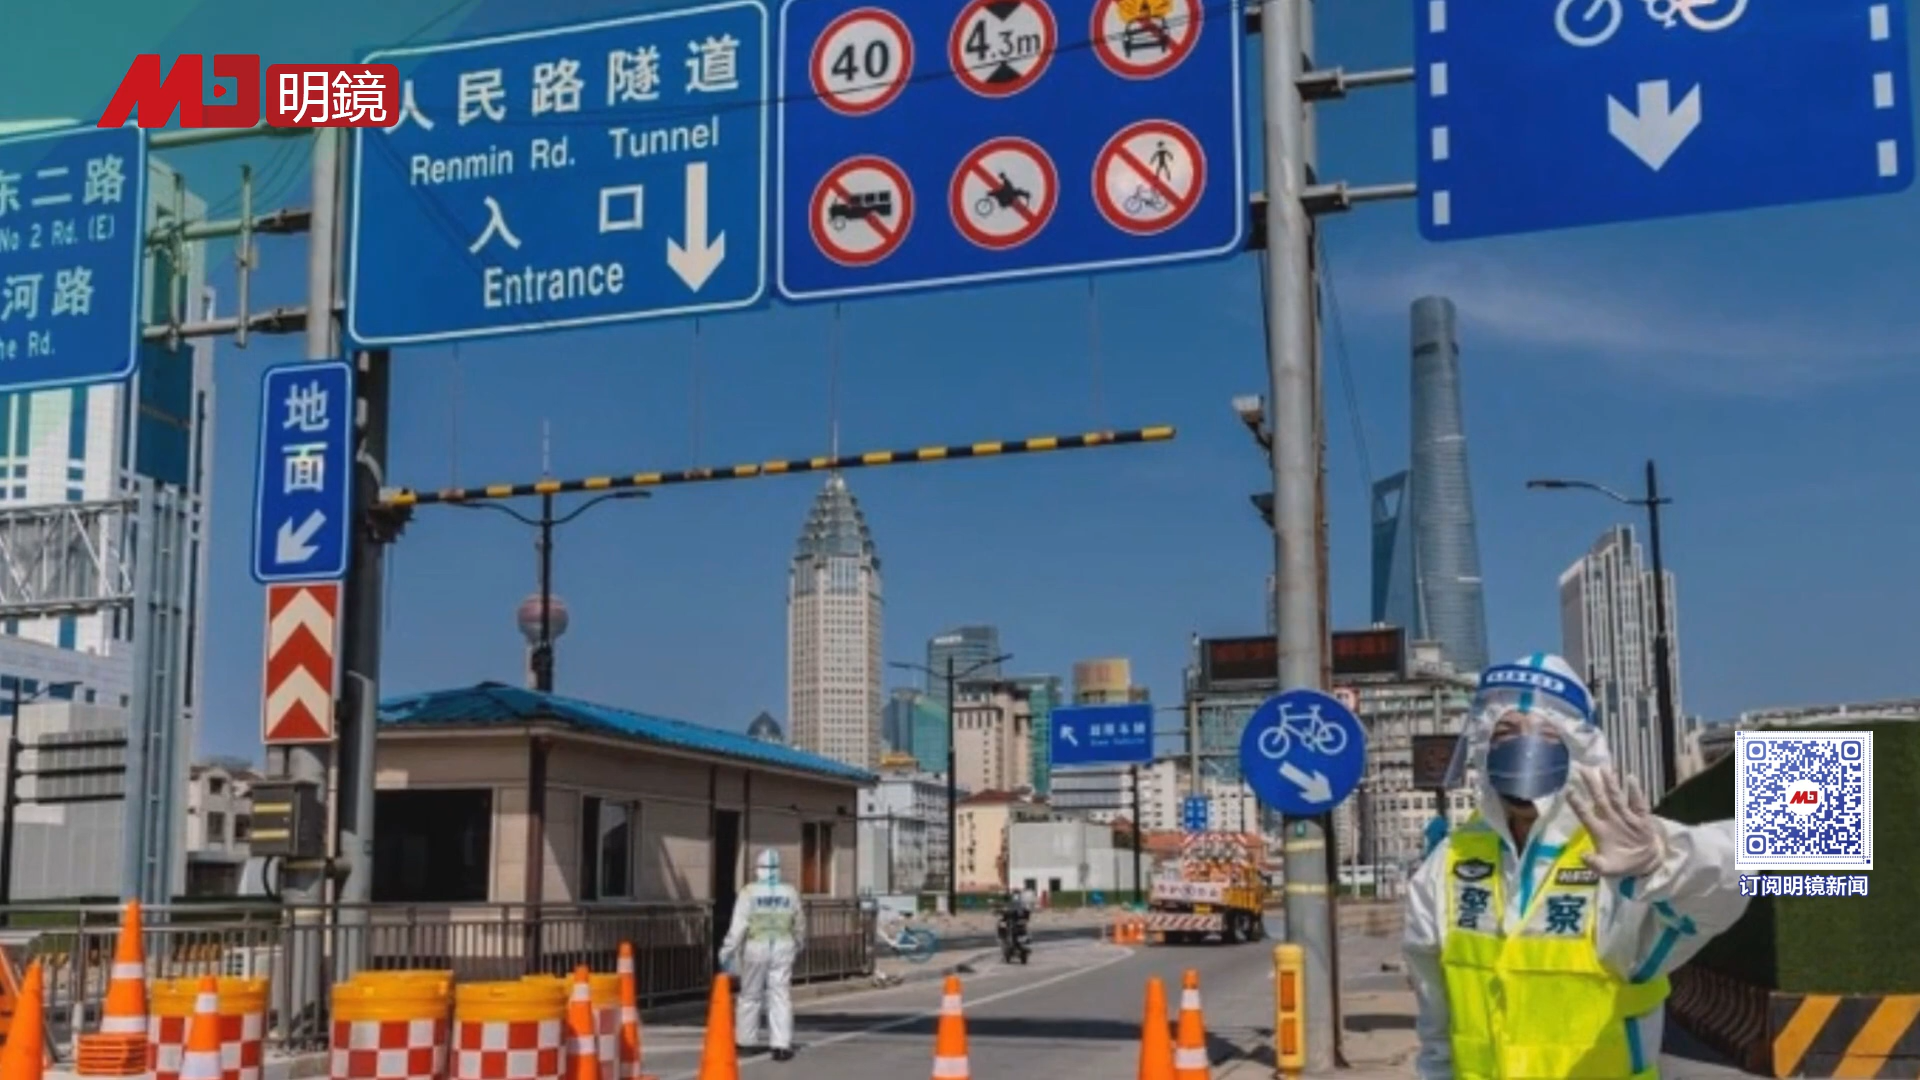 明鏡
东二路
No 2 Rd. (E)
河路
he Rd.
人民路隧道
Renmin Rd. Tunnel
入口
Entrance
40
4.3m
地面
警察
订阅明镜新闻